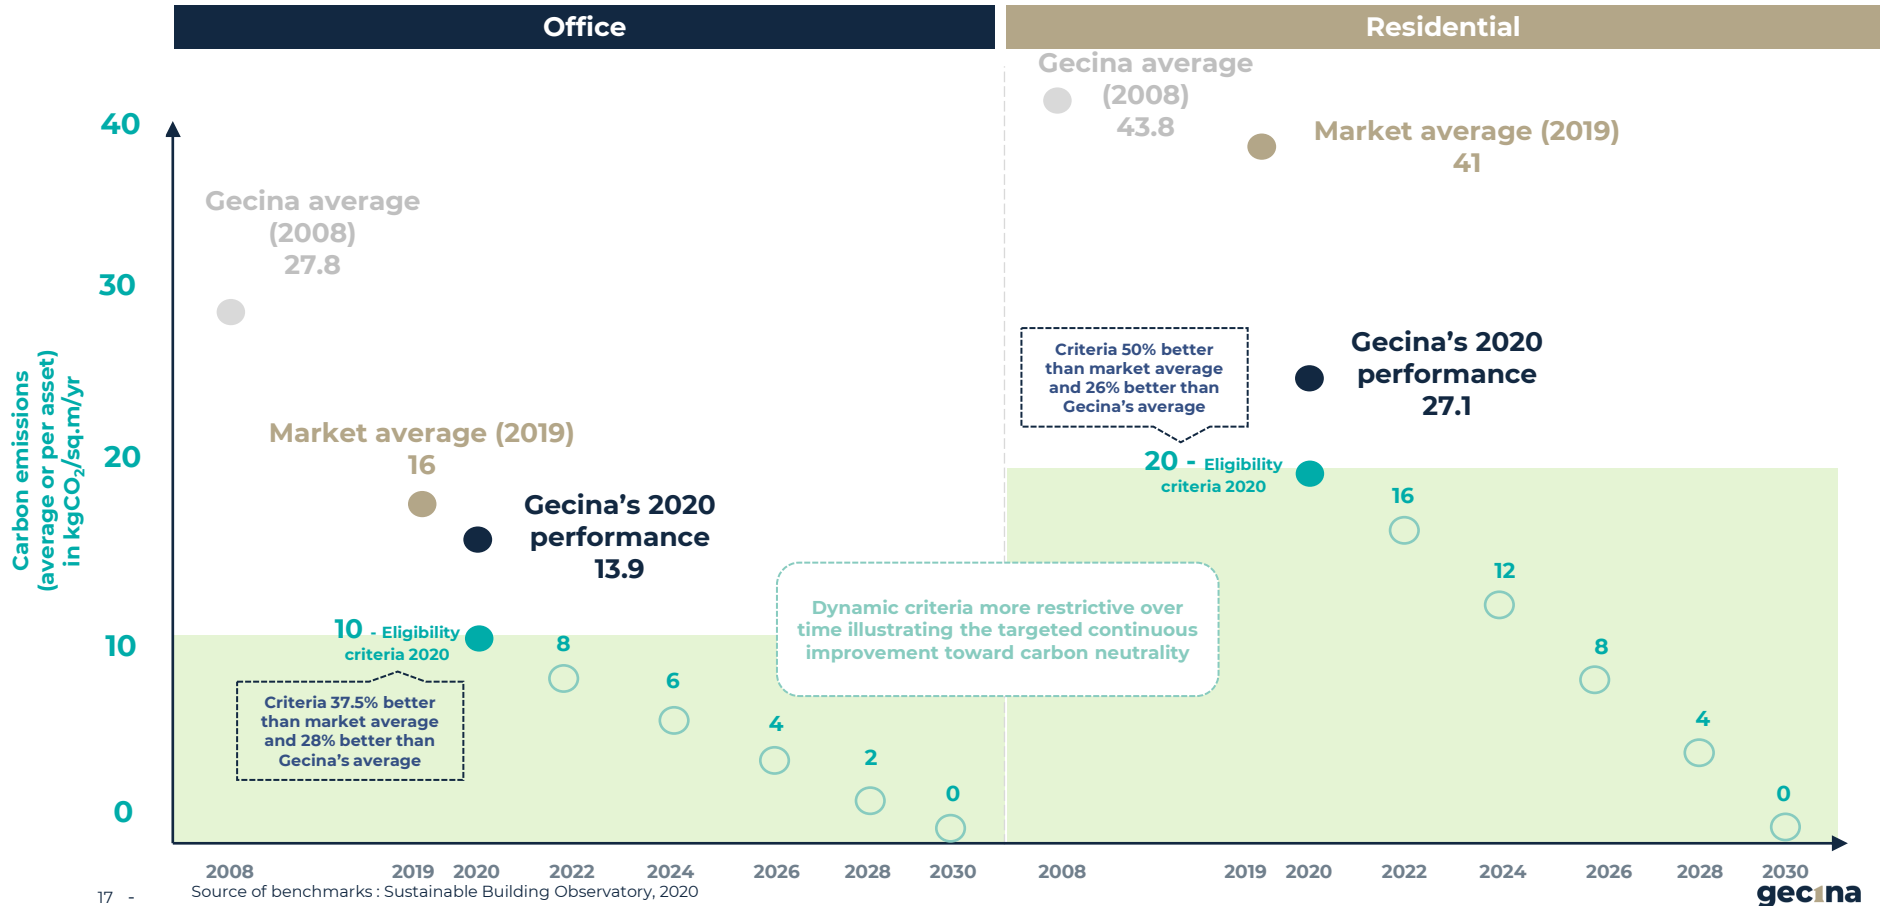 Office
Residential
Carbon emissions
(average or per asset)
in kgCO₂/sq.m/yr
40
30
20
10
0
Gecina average
(2008)
27.8
Market average (2019)
16
Gecina's 2020
performance
13.9
10 - Eligibility
criteria 2020
Criteria 37.5% better
than market average
and 28% better than
Gecina's average
8
6
4
2
0
Dynamic criteria more restrictive over
time illustrating the targeted continuous
improvement toward carbon neutrality
Gecina average
(2008)
43.8
Market average (2019)
41
Criteria 50% better
than market average
and 26% better than
Gecina's average
Gecina's 2020
performance
27.1
20 - Eligibility
criteria 2020
16
12
8
4
0
2008 2019 2020 2022 2024 2026 2028 2030
2008 2019 2020 2022 2024 2026 2028 2030
17 -
Source of benchmarks : Sustainable Building Observatory, 2020
gecina